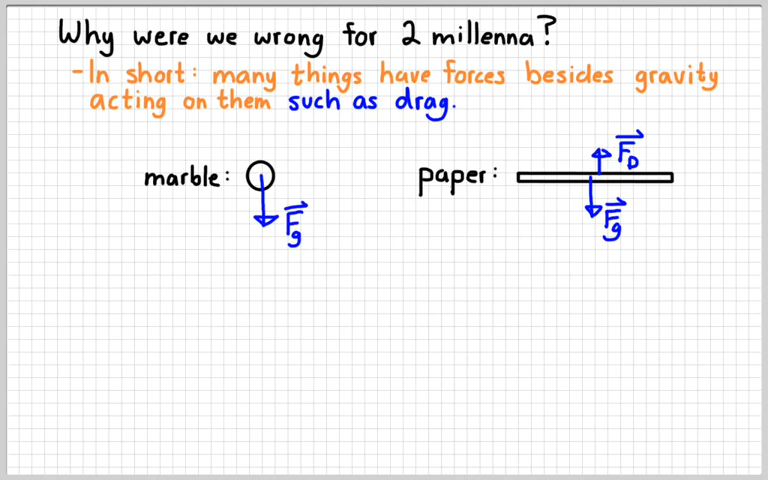 Why were we wrong for 2 millenna?
-In short: many things have forces besides gravity
acting on them such as drag.
marble:
F_g
paper:
F_D
F_g